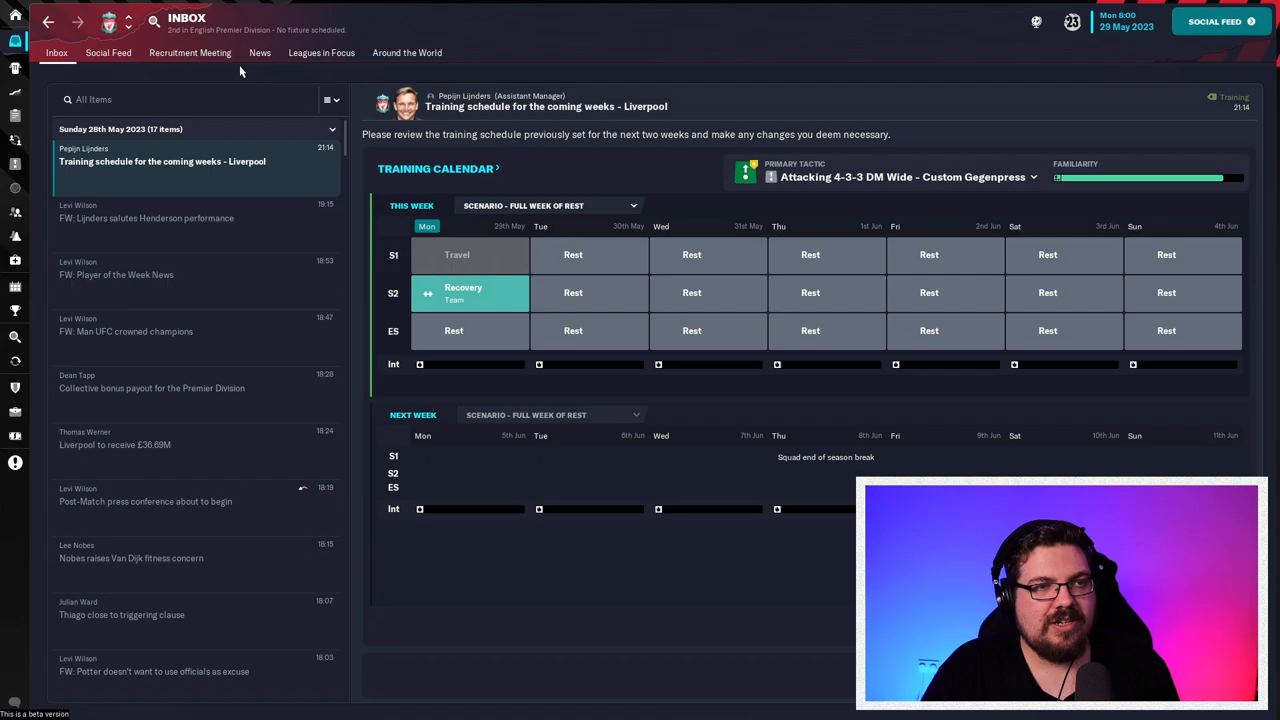 INBOX
2nd in English Premier Division - No fixture scheduled.
23
Mon 8:00
29 May 2023
SOCIAL FEED
Inbox
Social Feed
Recruitment Meeting
News
Leagues in Focus
Around the World
All Items
Sunday 28th May 2023 (17 items)
Pepijn Lijnders
21:14
Training schedule for the coming weeks - Liverpool
Levi Wilson
19:15
FW: Lijnders salutes Henderson performance
Levi Wilson
18:53
FW: Player of the Week News
Levi Wilson
18:47
FW: Man UFC crowned champions
Dean Tapp
18:28
Collective bonus payout for the Premier Division
Thomas Werner
18:24
Liverpool to receive £36.69M
Levi Wilson
18:19
Post-Match press conference about to begin
Lee Nobes
18:15
Nobes raises Van Dijk fitness concern
Julian Ward
18:07
Thiago close to triggering clause
Levi Wilson
18:03
FW: Potter doesn't want to use officials as excuse
Pepijn Lijnders (Assistant Manager)
Training schedule for the coming weeks - Liverpool
Training
21:14
Please review the training schedule previously set for the next two weeks and make any changes you deem necessary.
TRAINING CALENDAR
PRIMARY TACTIC
Attacking 4-3-3 DM Wide - Custom Gegenpress
FAMILIARITY
THIS WEEK
SCENARIO - FULL WEEK OF REST
Mon 29th May Tue 30th May Wed 31st May Thu 1st Jun Fri 2nd Jun Sat 3rd Jun Sun 4th Jun
S1 Travel Rest Rest Rest Rest Rest Rest
S2 Recovery Rest Rest Rest Rest Rest Rest
Team
ES Rest Rest Rest Rest Rest Rest Rest
Int
NEXT WEEK
SCENARIO - FULL WEEK OF REST
Mon 5th Jun Tue 6th Jun Wed 7th Jun Thu 8th Jun Fri 9th Jun Sat 10th Jun Sun 11th Jun
S1
Squad end of season break
S2
ES
Int
This is a beta version